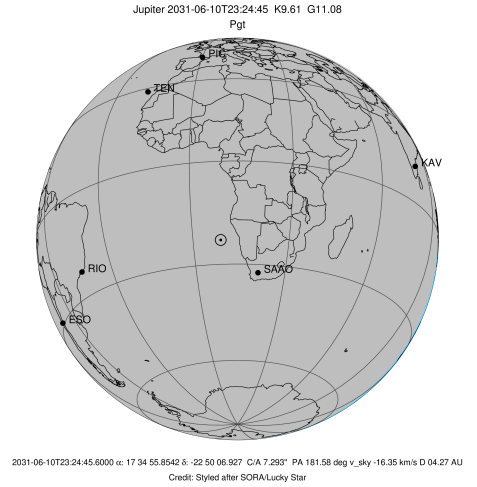 Jupiter 2031-06-10T23:24:45 K9.61 G11.08
Pgt
PIC
TEN
KAV
RIO
SAAO
ESO
2031-06-10T23:24:45.6000 α: 17 34 55.8542 δ: -22 50 06.927 C/A 7.293" PA 181.58 deg v_sky -16.35 km/s D 04.27 AU
Credit: Styled after SORA/Lucky Star